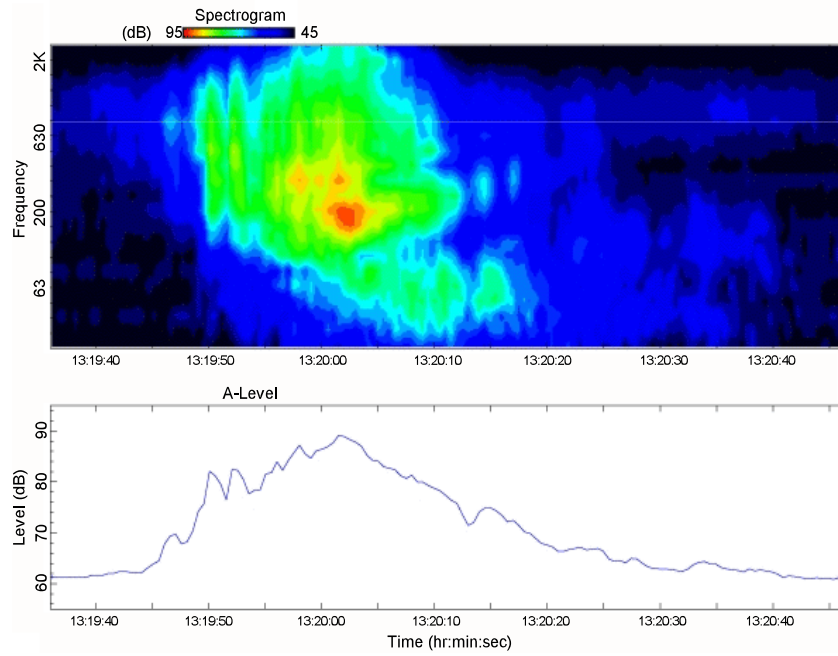 Spectrogram
(dB) 95 45
2K
630
200
63
Frequency
13:19:40 13:19:50 13:20:00 13:20:10 13:20:20 13:20:30 13:20:40
A-Level
90
80
70
60
Level (dB)
13:19:40 13:19:50 13:20:00 13:20:10 13:20:20 13:20:30 13:20:40
Time (hr:min:sec)